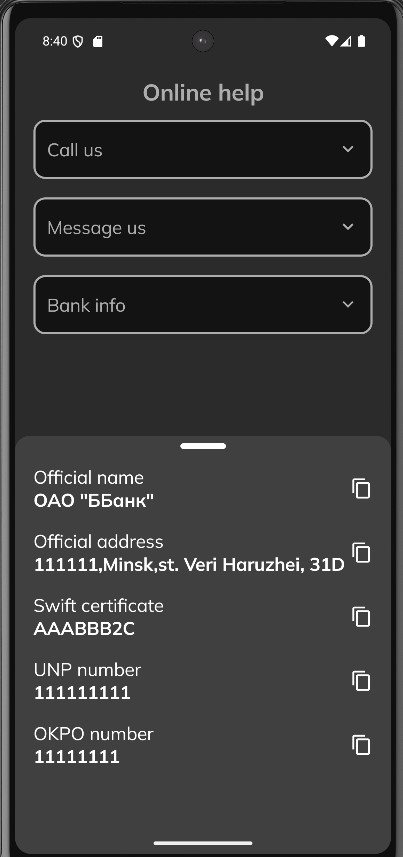 8:40
Online help
Call us
Message us
Bank info
Official name
ОАО "ББанк"
Official address
111111,Minsk,st. Veri Haruzhei, 31D
Swift certificate
AAABBB2C
UNP number
111111111
OKPO number
11111111